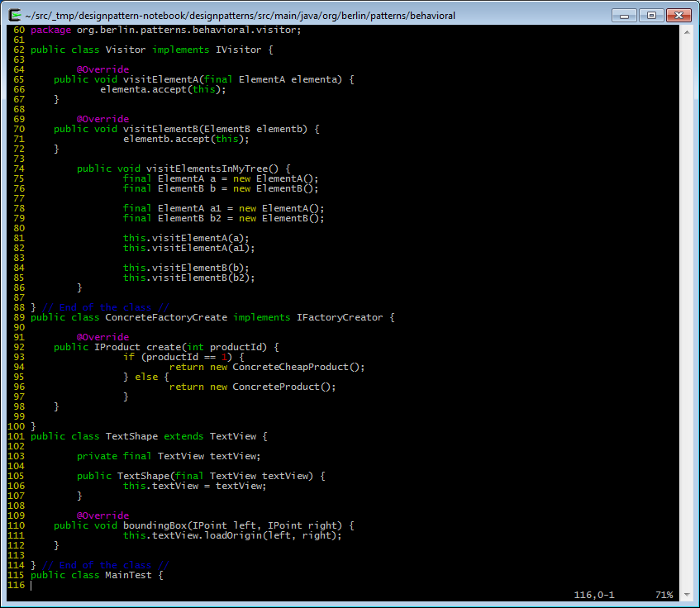 ~/src/_tmp/designpattern-notebook/designpatterns/src/main/java/org/berlin/patterns/behavioral
60 package org.berlin.patterns.behavioral.visitor;
61
62 public class Visitor implements IVisitor {
63
64 @Override
65 public void visitElementA(final ElementA elementa) {
66 elementa.accept(this);
67 }
68
69 @Override
70 public void visitElementB(ElementB elementb) {
71 elementb.accept(this);
72 }
73
74 public void visitElementsInMyTree() {
75 final ElementA a = new ElementA();
76 final ElementB b = new ElementB();
77
78 final ElementA a1 = new ElementA();
79 final ElementB b2 = new ElementB();
80
81 this.visitElementA(a);
82 this.visitElementA(a1);
83
84 this.visitElementB(b);
85 this.visitElementB(b2);
86 }
87
88 } // End of the class //
89 public class ConcreteFactoryCreate implements IFactoryCreator {
90
91 @Override
92 public IProduct create(int productId) {
93 if (productId == 1) {
94 return new ConcreteCheapProduct();
95 } else {
96 return new ConcreteProduct();
97 }
98 }
99
100 }
101 public class TextShape extends TextView {
102
103 private final TextView textView;
104
105 public TextShape(final TextView textView) {
106 this.textView = textView;
107 }
108
109 @Override
110 public void boundingBox(IPoint left, IPoint right) {
111 this.textView.loadOrigin(left, right);
112 }
113
114 } // End of the class //
115 public class MainTest {
116
116,0-1 71%